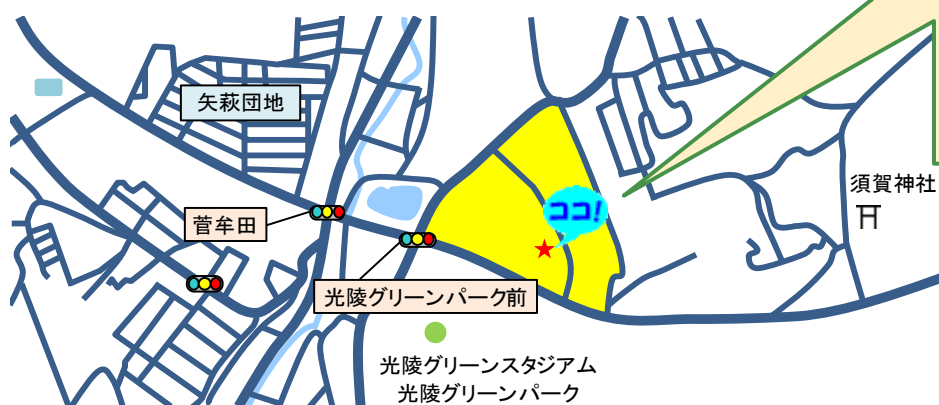 矢萩団地
菅牟田
ココ!
須賀神社
光陵グリーンパーク前
光陵グリーンスタジアム
光陵グリーンパーク